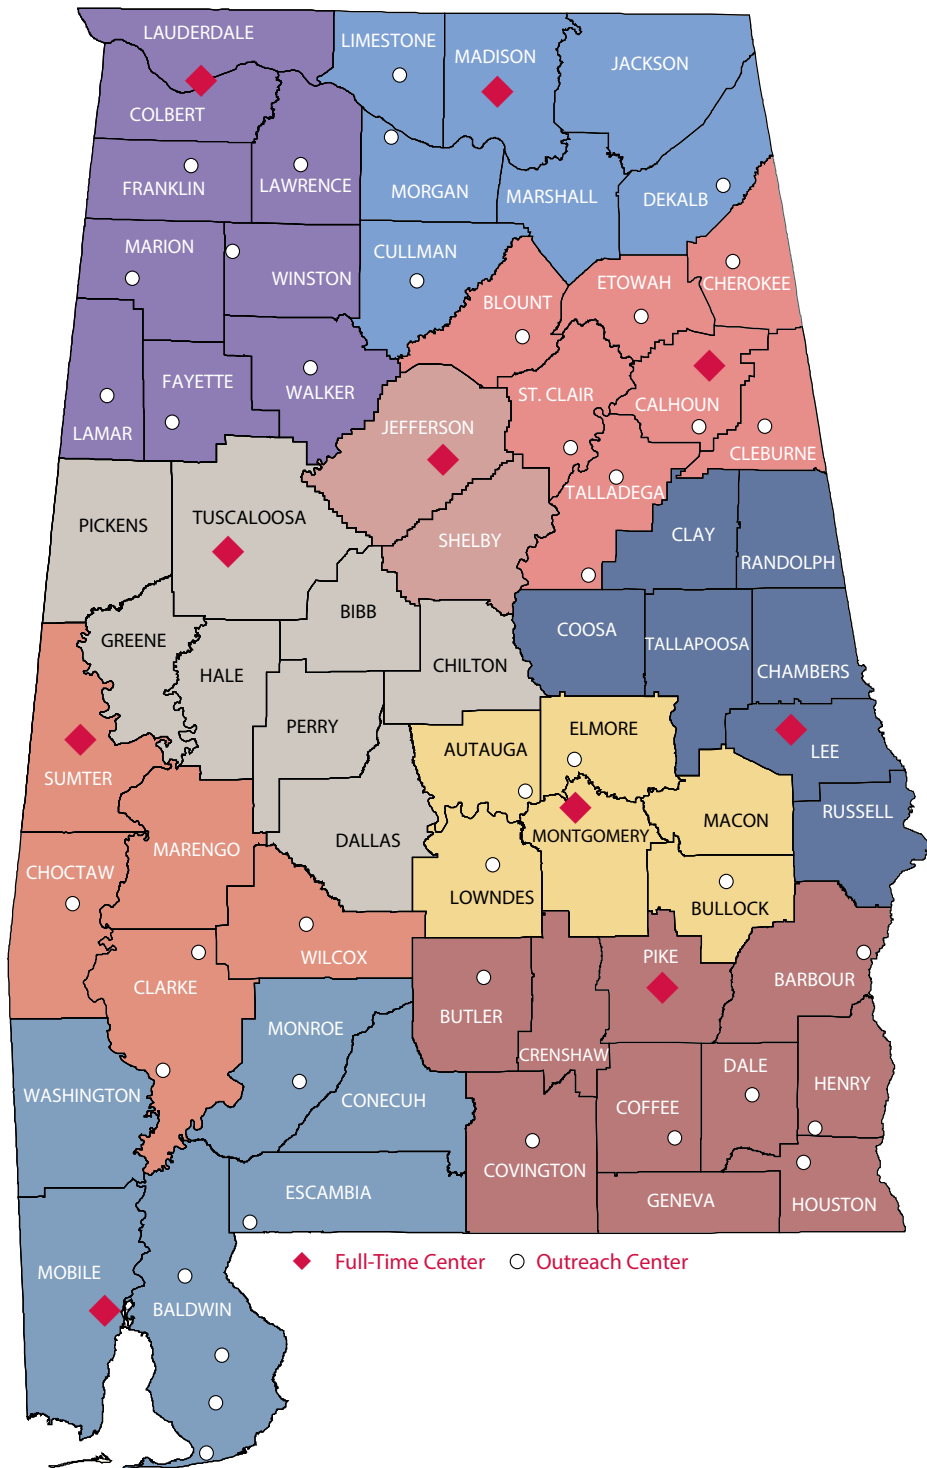 LAUDERDALE
LIMESTONE
MADISON
JACKSON
COLBERT
FRANKLIN
LAWRENCE
MORGAN
MARSHALL
DEKALB
MARION
WINSTON
CULLMAN
BLOUNT
ETOWAH
CHEROKEE
FAYETTE
WALKER
ST. CLAIR
CALHOUN
LAMAR
JEFFERSON
CLEBURNE
TALLADEGA
PICKENS
TUSCALOOSA
SHELBY
CLAY
RANDOLPH
BIBB
GREENE
COOSA
TALLAPOOSA
HALE
CHILTON
CHAMBERS
PERRY
ELMORE
AUTAUGA
LEE
SUMTER
RUSSELL
MACON
MONTGOMERY
DALLAS
MARENGO
CHOCTAW
LOWNDES
BULLOCK
WILCOX
PIKE
CLARKE
BARBOUR
BUTLER
MONROE
CRENSHAW
DALE
HENRY
WASHINGTON
CONECUH
COFFEE
COVINGTON
ESCAMBIA
GENEVA
HOUSTON
Full-Time Center
Outreach Center
MOBILE
BALDWIN